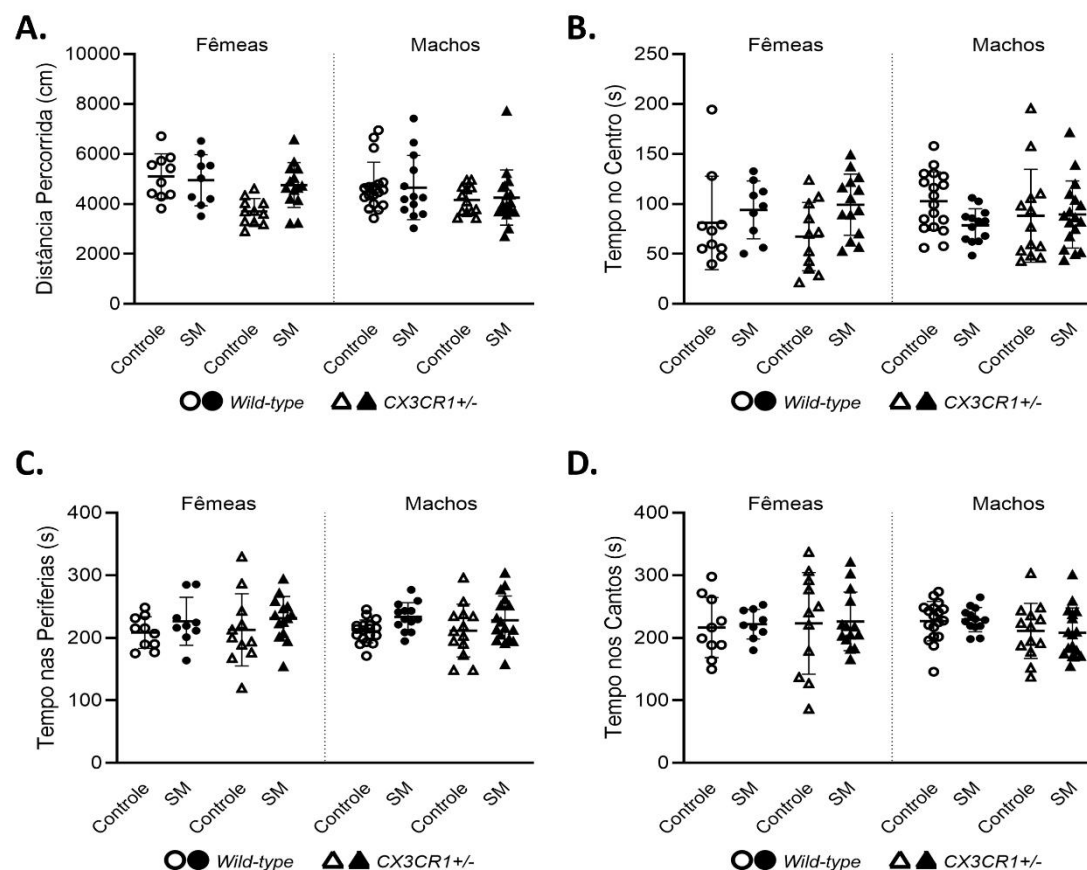 A.
Fêmeas Machos
Distância Percorrida (cm)
10000
8000
6000
4000
2000
0
Controle SM Controle SM Controle SM Controle SM
Wild-type CX3CR1+/-
B.
Fêmeas Machos
Tempo no Centro (s)
250
200
150
100
50
0
Controle SM Controle SM Controle SM Controle SM
Wild-type CX3CR1+/-
C.
Fêmeas Machos
Tempo nas Periferias (s)
400
300
200
100
0
Controle SM Controle SM Controle SM Controle SM
Wild-type CX3CR1+/-
D.
Fêmeas Machos
Tempo nos Cantos (s)
400
300
200
100
0
Controle SM Controle SM Controle SM Controle SM
Wild-type CX3CR1+/-